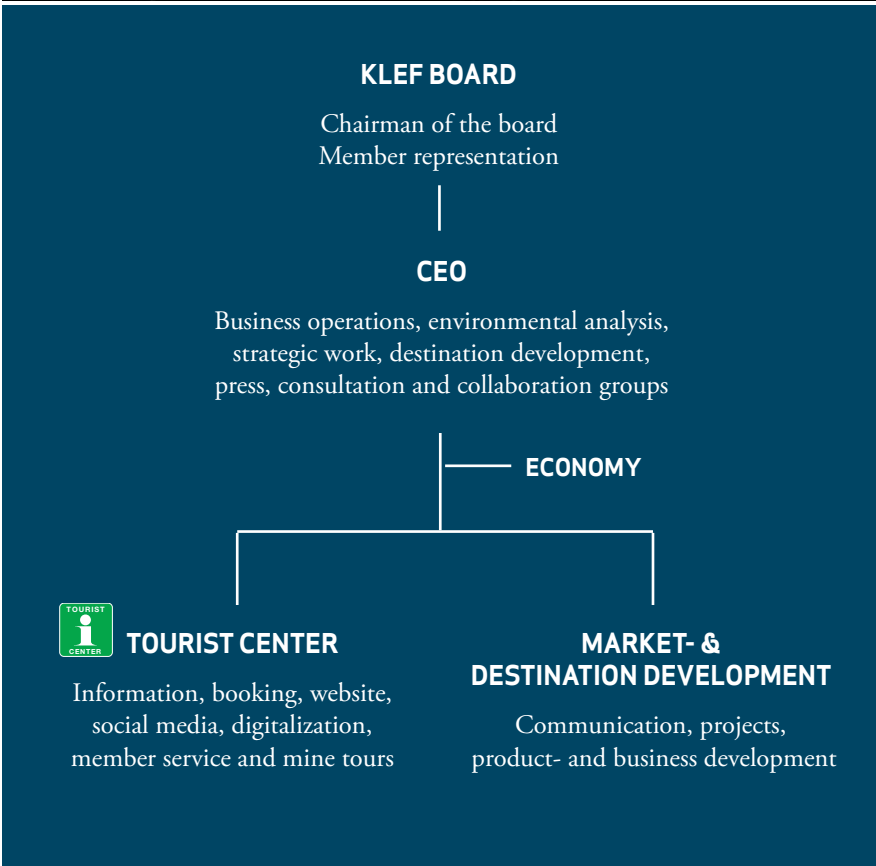 KLEF BOARD
Chairman of the board
Member representation
CEO
Business operations, environmental analysis,
strategic work, destination development,
press, consultation and collaboration groups
ECONOMY
TOURIST
i
CENTER
TOURIST CENTER
Information, booking, website,
social media, digitalization,
member service and mine tours
MARKET- &
DESTINATION DEVELOPMENT
Communication, projects,
product- and business development